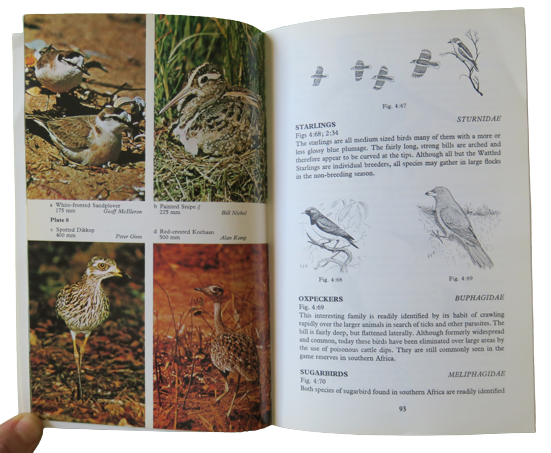 a White-fronted Sandplover
175 mm Geoff McIlleron
b Painted Snipe ♀
225 mm Bill Nichol
Plate 8
c Spotted Dikkop
400 mm Peter Ginn
d Red-crested Korhaan
500 mm Alan Kemp
Fig. 4:67
STARLINGS STURNIDAE
Figs 4:68; 2:34
The starlings are all medium sized birds many of them with a more or
less glossy blue plumage. The fairly long, strong bills are arched and
therefore appear to be curved at the tips. Although all but the Wattled
Starlings are individual breeders, all species may gather in large flocks
in the non-breeding season.
Fig. 4:68
Fig. 4:69
OXPECKERS BUPHAGIDAE
Fig. 4:69
This interesting family is readily identified by its habit of crawling
rapidly over the larger animals in search of ticks and other parasites. The
bill is fairly deep, but flattened laterally. Although formerly widespread
and common, today these birds have been eliminated over large areas by
the use of poisonous cattle dips. They are still commonly seen in the
game reserves in southern Africa.
SUGARBIRDS MELIPHAGIDAE
Fig. 4:70
Both species of sugarbird found in southern Africa are readily identified
93